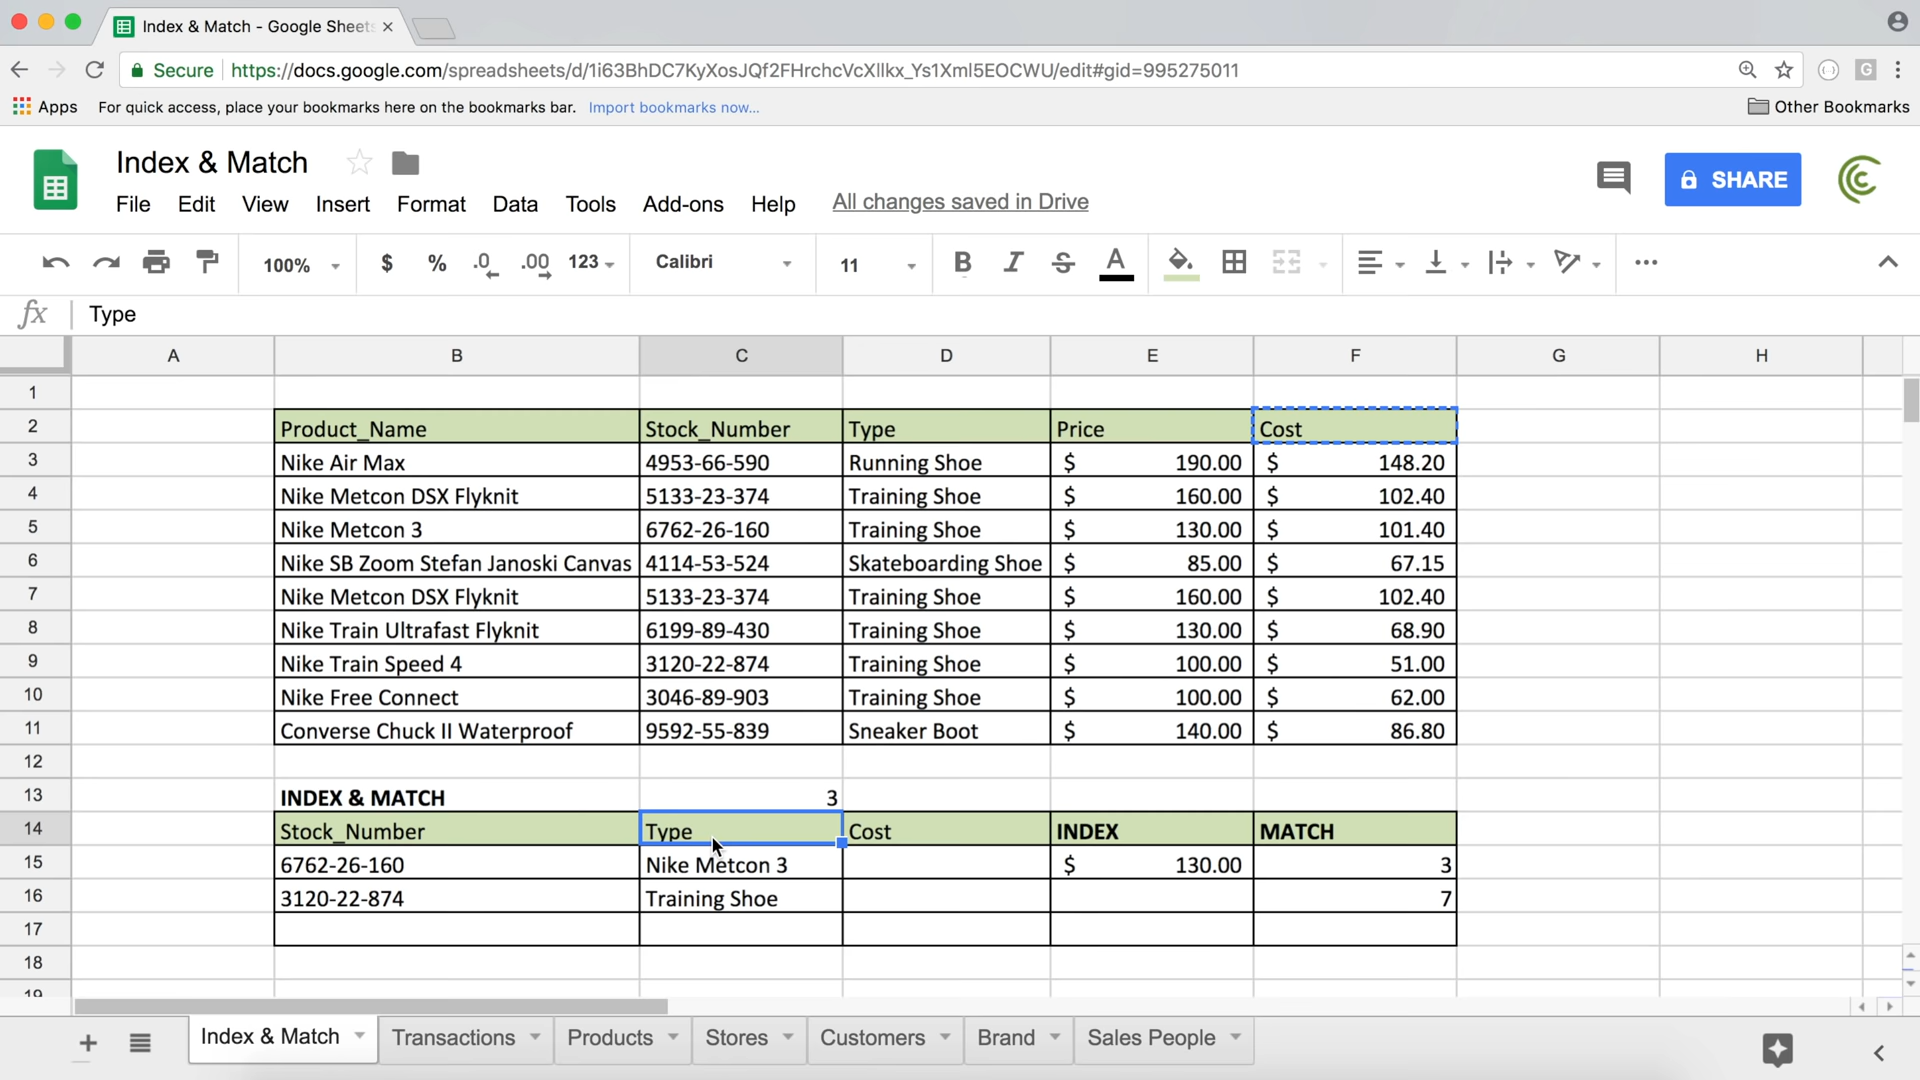 Index & Match - Google Sheets
Secure https://docs.google.com/spreadsheets/d/1i63BhDC7KyXosJQf2FHrchcVcXllkx_Ys1Xml5EOCWU/edit#gid=995275011
Apps For quick access, place your bookmarks here on the bookmarks bar. Import bookmarks now... Other Bookmarks
Index & Match
SHARE
File Edit View Insert Format Data Tools Add-ons Help All changes saved in Drive
100% $ % .0 .00 123 Calibri 11 B I S A
fx Type
A B C D E F G H
1
2 Product_Name Stock_Number Type Price Cost
3 Nike Air Max 4953-66-590 Running Shoe $ 190.00 $ 148.20
4 Nike Metcon DSX Flyknit 5133-23-374 Training Shoe $ 160.00 $ 102.40
5 Nike Metcon 3 6762-26-160 Training Shoe $ 130.00 $ 101.40
6 Nike SB Zoom Stefan Janoski Canvas 4114-53-524 Skateboarding Shoe $ 85.00 $ 67.15
7 Nike Metcon DSX Flyknit 5133-23-374 Training Shoe $ 160.00 $ 102.40
8 Nike Train Ultrafast Flyknit 6199-89-430 Training Shoe $ 130.00 $ 68.90
9 Nike Train Speed 4 3120-22-874 Training Shoe $ 100.00 $ 51.00
10 Nike Free Connect 3046-89-903 Training Shoe $ 100.00 $ 62.00
11 Converse Chuck II Waterproof 9592-55-839 Sneaker Boot $ 140.00 $ 86.80
12
13 INDEX & MATCH 3
14 Stock_Number Type Cost INDEX MATCH
15 6762-26-160 Nike Metcon 3 $ 130.00 3
16 3120-22-874 Training Shoe 7
17
18
19
+ Index & Match Transactions Products Stores Customers Brand Sales People